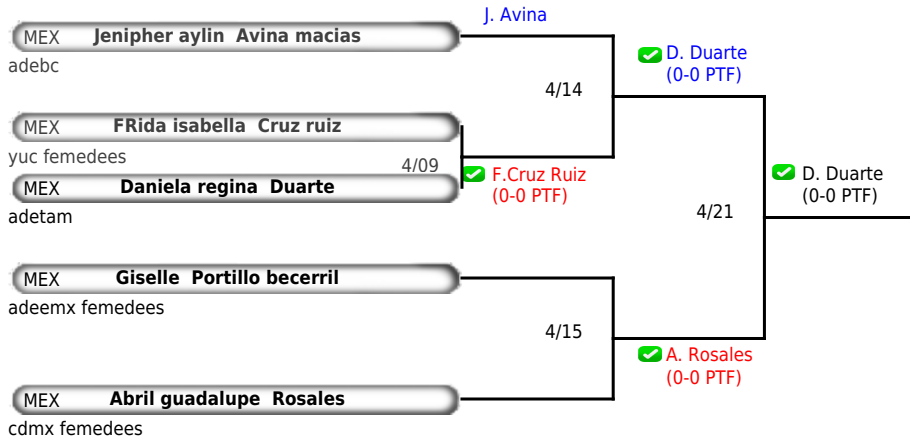 J. Avina
MEX Jenipher aylin Avina macias
adebc
D. Duarte
(0-0 PTF)
4/14
MEX FRida isabella Cruz ruiz
yuc femedees
4/09
F.Cruz Ruiz
(0-0 PTF)
MEX Daniela regina Duarte
adetam
D. Duarte
(0-0 PTF)
4/21
MEX Giselle Portillo becerril
adeemx femedees
4/15
A. Rosales
(0-0 PTF)
MEX Abril guadalupe Rosales
cdmx femedees